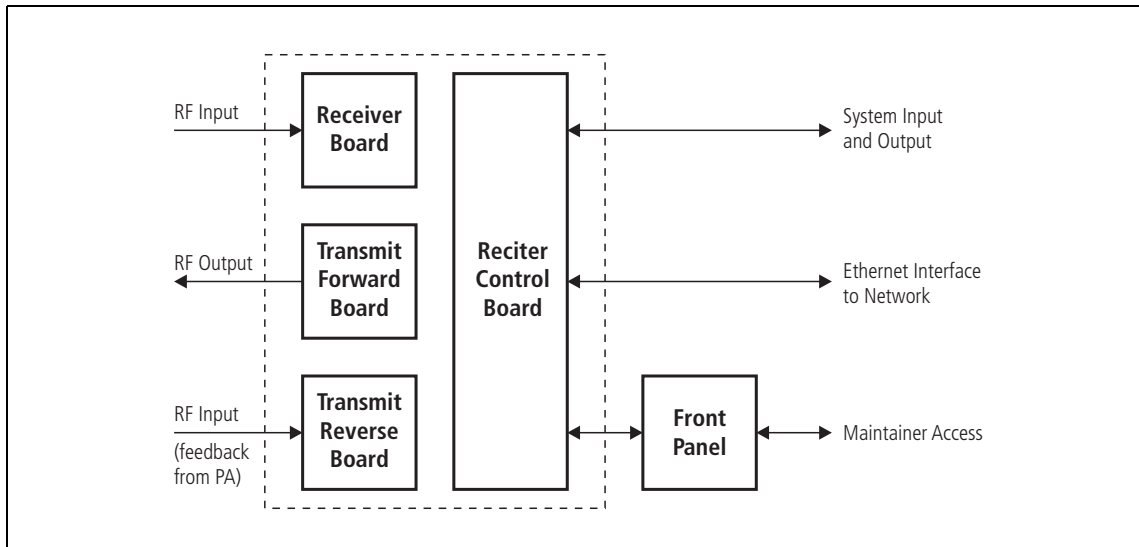 RF Input
Receiver
Board
System Input
and Output
RF Output
Transmit
Forward
Board
Reciter
Control
Board
Ethernet Interface
to Network
RF Input
(feedback
from PA)
Transmit
Reverse
Board
Front
Panel
Maintainer Access